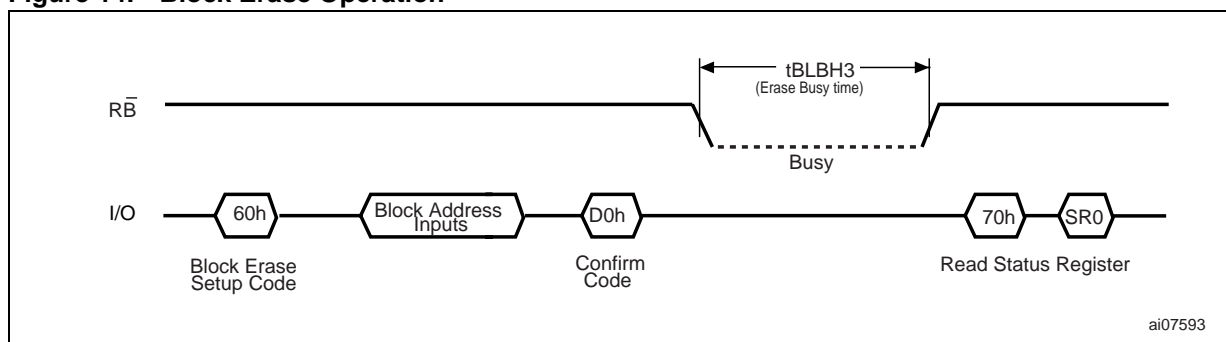 Figure 14. Block Erase Operation
tBLBH3
(Erase Busy time)
RB̅
Busy
I/O
60h
Block Address
Inputs
D0h
70h
SR0
Block Erase
Setup Code
Confirm
Code
Read Status Register
ai07593